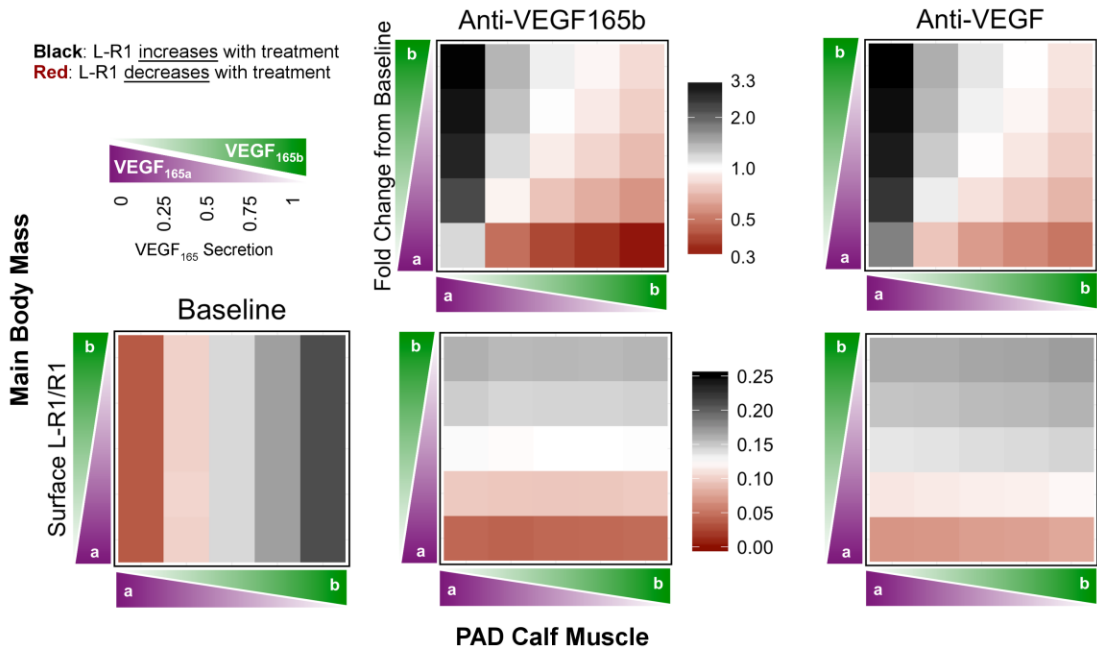 Anti-VEGF165b
Anti-VEGF
Black: L-R1 increases with treatment
Red: L-R1 decreases with treatment
VEGF165b
VEGF165a
0
0.25
0.5
0.75
1
VEGF165 Secretion
Main Body Mass
Fold Change from Baseline
b
a
a
b
3.3
2.0
1.0
0.5
0.3
b
a
a
b
Baseline
Surface L-R1/R1
b
a
a
b
b
a
a
b
0.25
0.20
0.15
0.10
0.05
0.00
b
a
a
b
PAD Calf Muscle